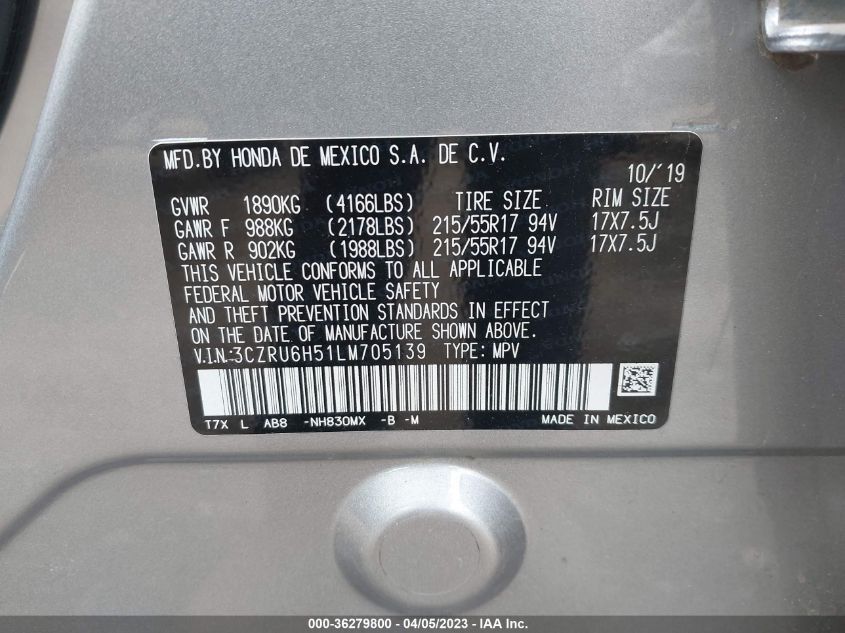 MFD.BY HONDA DE MEXICO S.A. DE C.V.
10/'19
GVWR 1890KG (4166LBS) TIRE SIZE RIM SIZE
GAWR F 988KG (2178LBS) 215/55R17 94V 17X7.5J
GAWR R 902KG (1988LBS) 215/55R17 94V 17X7.5J
THIS VEHICLE CONFORMS TO ALL APPLICABLE
FEDERAL MOTOR VEHICLE SAFETY
AND THEFT PREVENTION STANDARDS IN EFFECT
ON THE DATE OF MANUFACTURE SHOWN ABOVE.
V.I.N:3CZRU6H51LM705139 TYPE: MPV
T7X L AB8 -NH830MX -B -M MADE IN MEXICO
000-36279800 - 04/05/2023 - IAA Inc.